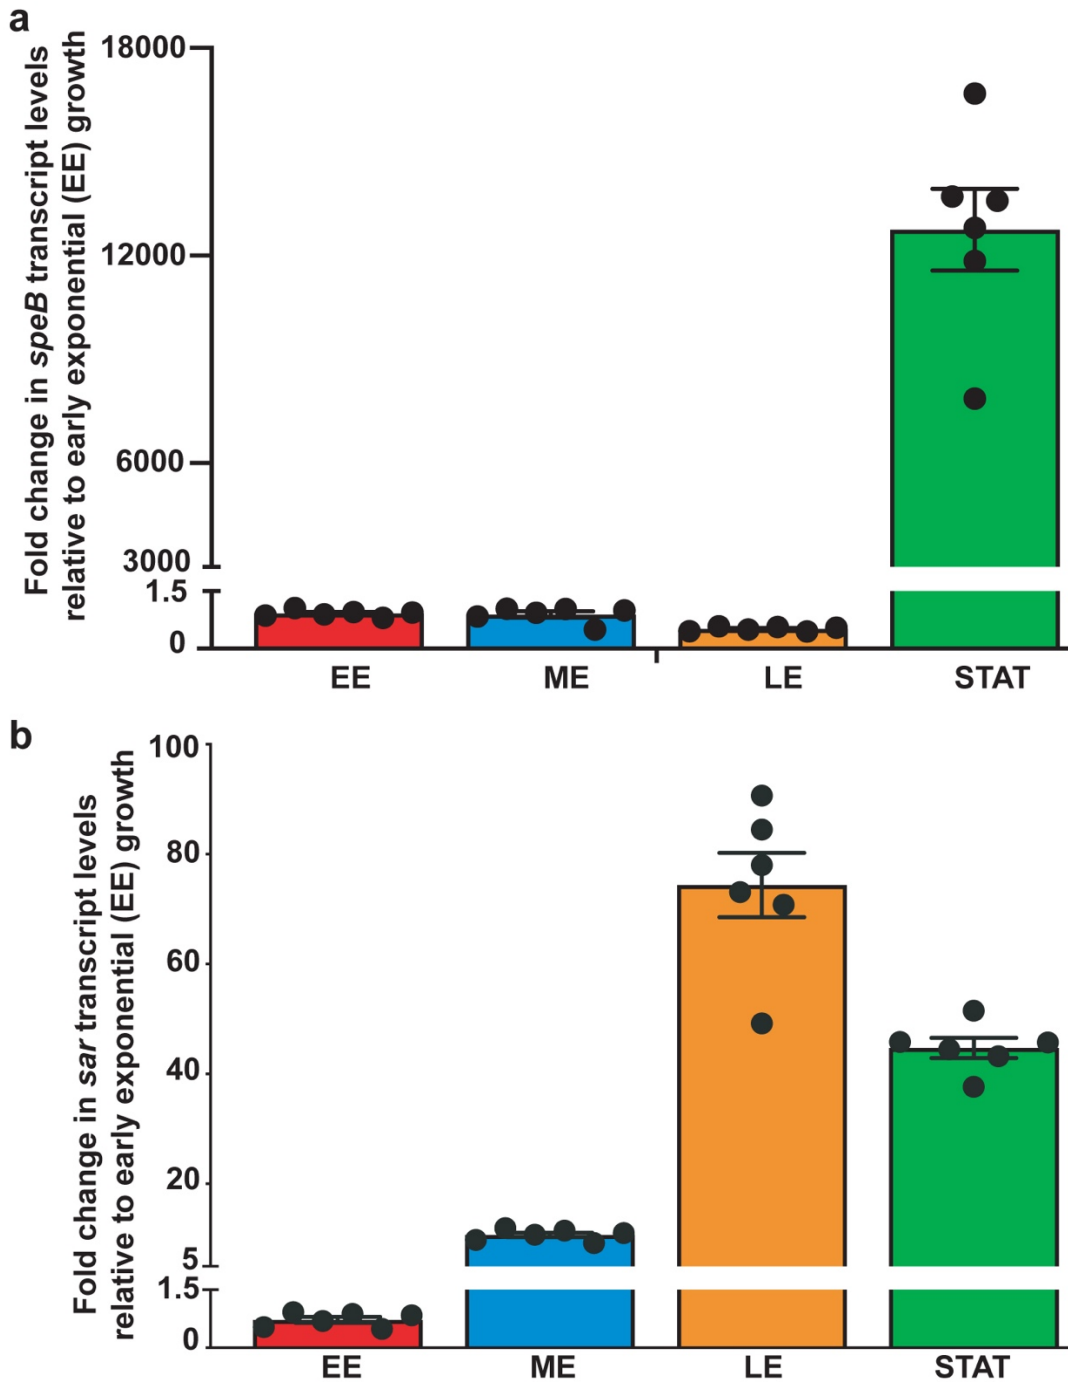 a
Fold change in speB transcript levels
relative to early exponential (EE) growth
18000
12000
6000
3000
1.5
0
EE ME LE STAT
b
Fold change in sar transcript levels
relative to early exponential (EE) growth
100
80
60
40
20
5
1.5
0
EE ME LE STAT